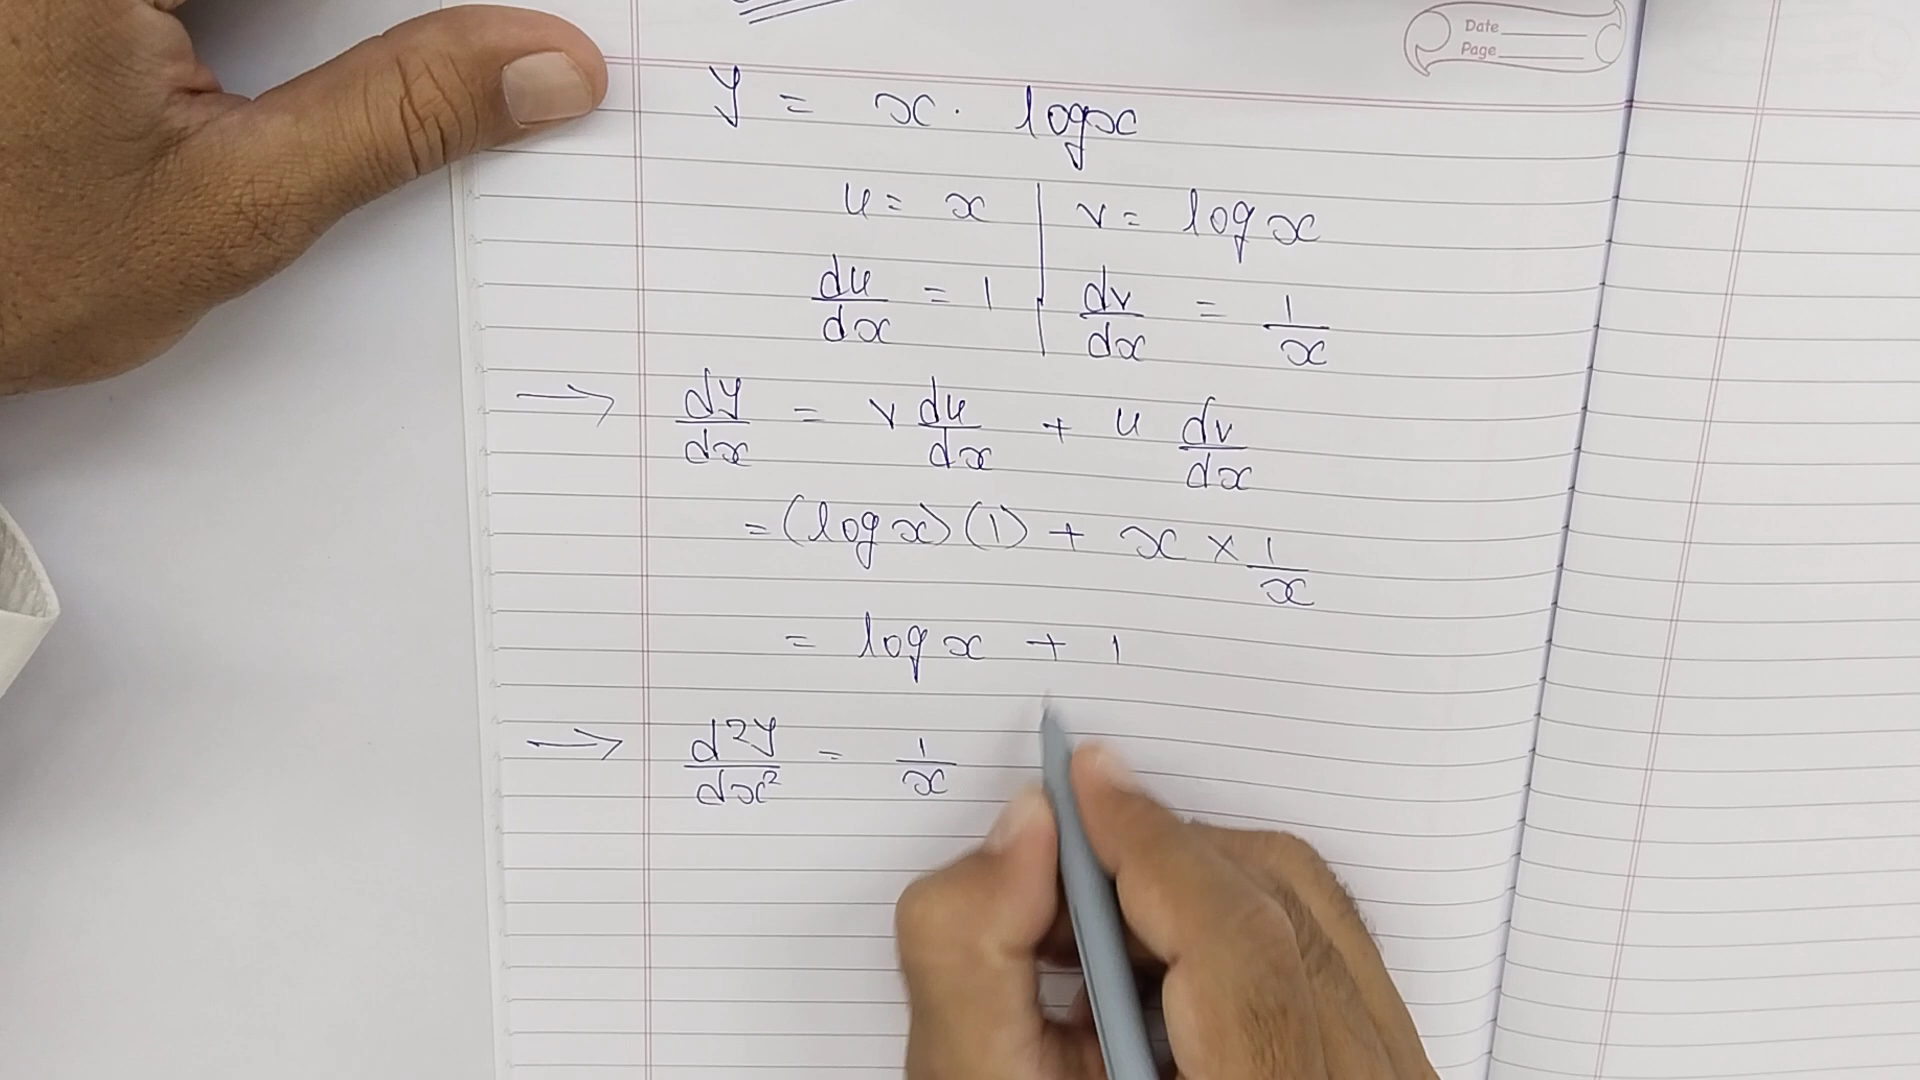 Date
Page
y = x . log x
u = x | v = log x
du/dx = 1 | dv/dx = 1/x
→ dy/dx = v du/dx + u dv/dx
= (log x) (1) + x × 1/x
= log x + 1
→ d²y/dx² = 1/x